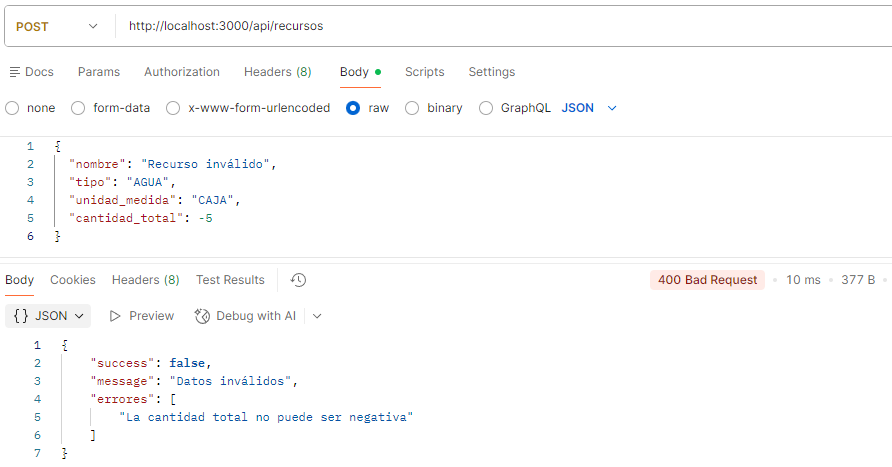 POST http://localhost:3000/api/recursos
Docs Params Authorization Headers (8) Body Scripts Settings
none form-data x-www-form-urlencoded raw binary GraphQL JSON
1 {
2 "nombre": "Recurso inválido",
3 "tipo": "AGUA",
4 "unidad_medida": "CAJA",
5 "cantidad_total": -5
6 }
Body Cookies Headers (8) Test Results 400 Bad Request 10 ms 377 B
{} JSON Preview Debug with AI
1 {
2 "success": false,
3 "message": "Datos inválidos",
4 "errores": [
5 "La cantidad total no puede ser negativa"
6 ]
7 }